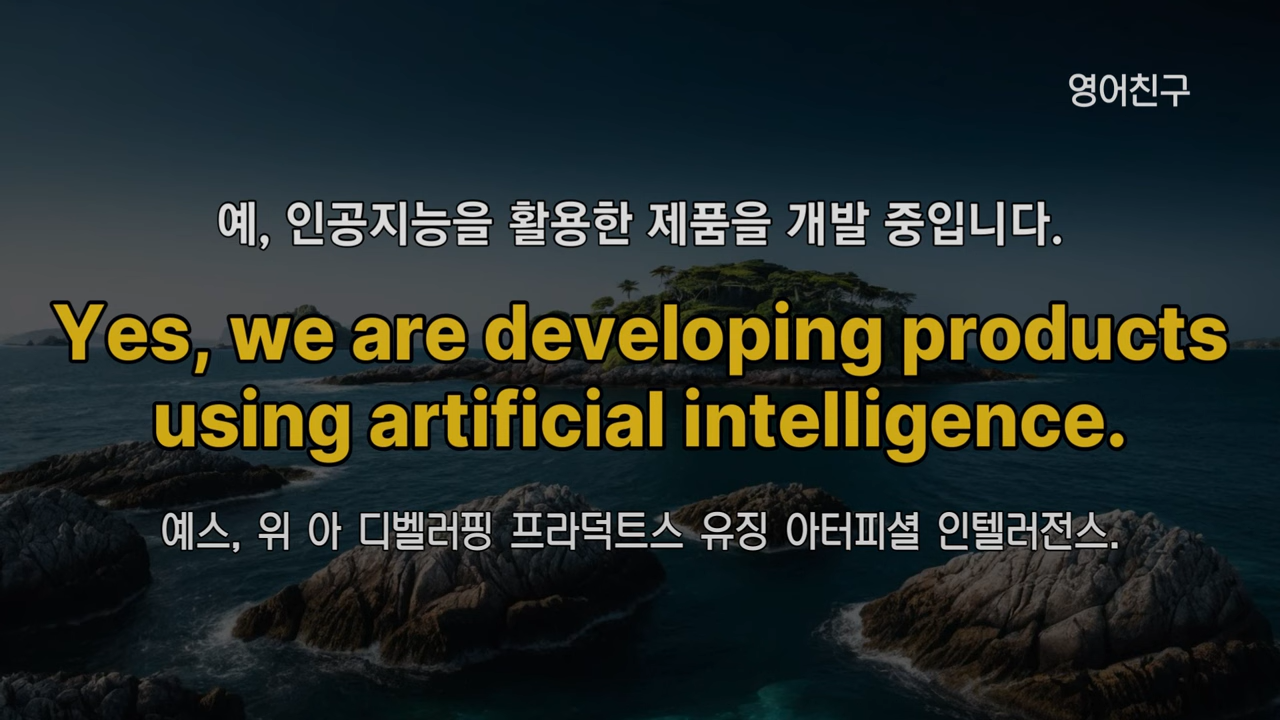 영어친구
예, 인공지능을 활용한 제품을 개발 중입니다.
Yes, we are developing products
using artificial intelligence.
예스, 위 아 디벨러핑 프라덕트스 유징 아터피셜 인텔러전스.